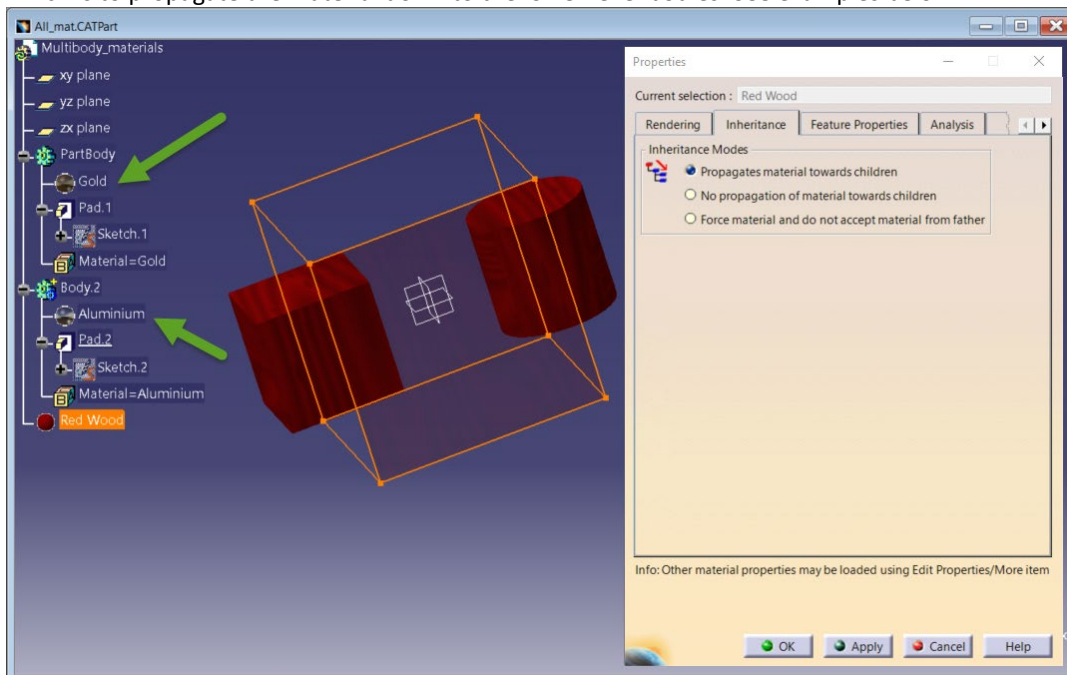 All_mat.CATPart
Multibody_materials
xy plane
yz plane
zx plane
PartBody
Gold
Pad.1
Sketch.1
Material=Gold
Body.2
Aluminium
Pad.2
Sketch.2
Material=Aluminium
Red Wood
Properties
Current selection : Red Wood
Rendering Inheritance Feature Properties Analysis
Inheritance Modes
Propagates material towards children
No propagation of material towards children
Force material and do not accept material from father
Info: Other material properties may be loaded using Edit Properties/More item
OK Apply Cancel Help